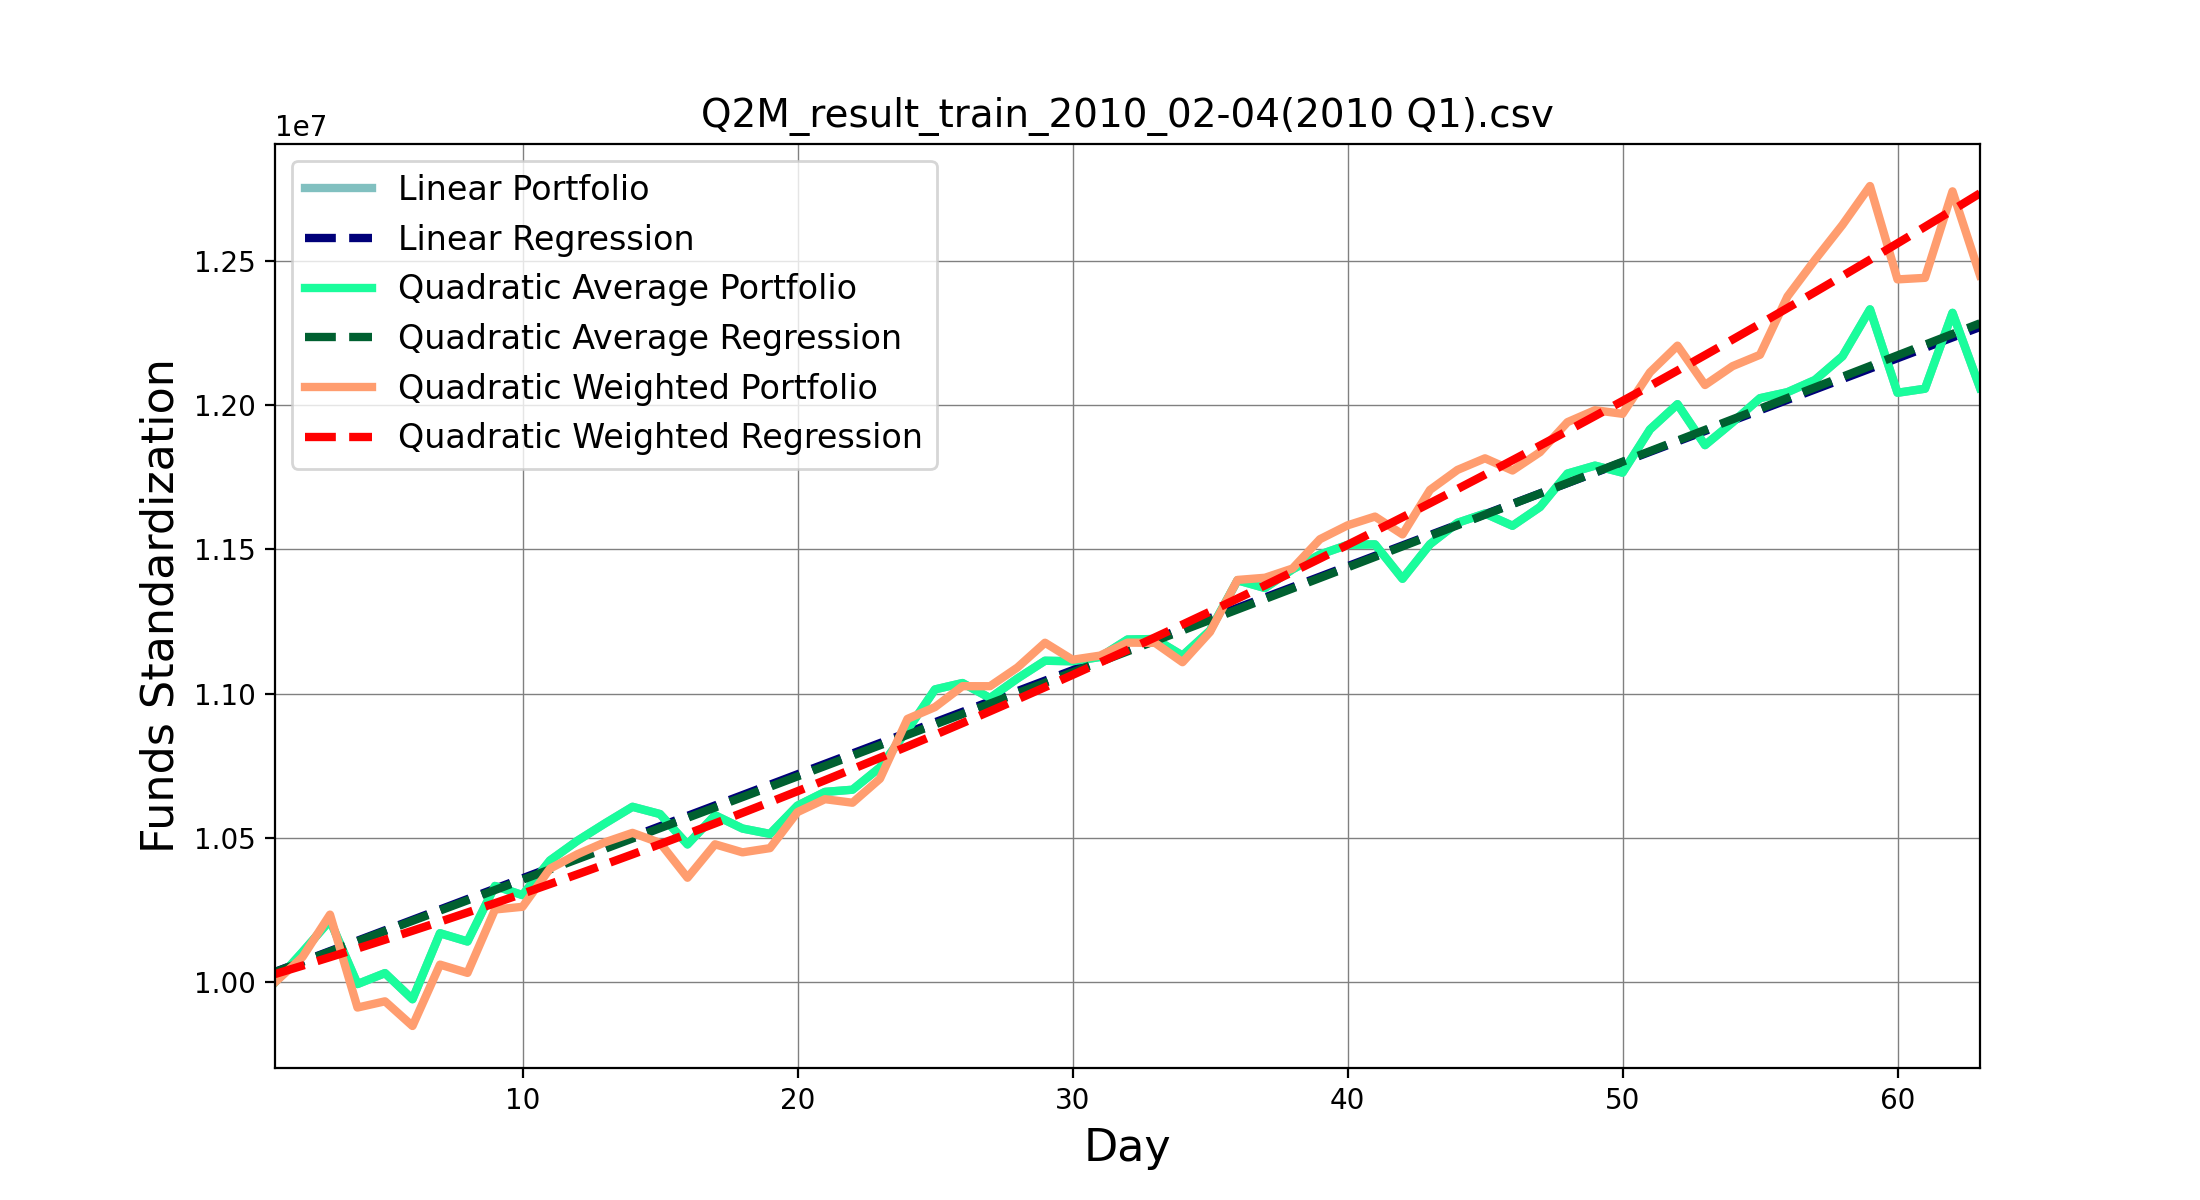 Q2M_result_train_2010_02-04(2010 Q1).csv
1e7
Linear Portfolio
Linear Regression
Quadratic Average Portfolio
Quadratic Average Regression
Quadratic Weighted Portfolio
Quadratic Weighted Regression
1.25
1.20
1.15
1.10
1.05
1.00
Funds Standardization
10 20 30 40 50 60
Day